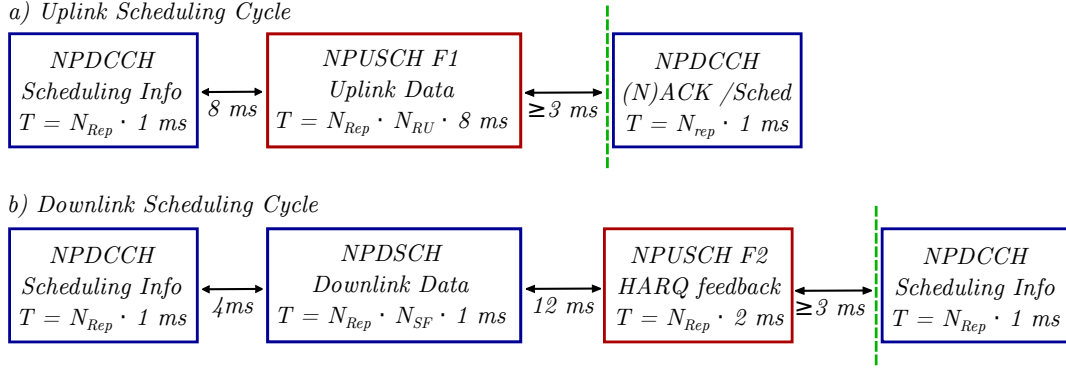 a) Uplink Scheduling Cycle
NPDCCH
Scheduling Info
T = N_Rep · 1 ms
8 ms
NPUSCH F1
Uplink Data
T = N_Rep · N_RU · 8 ms
≥3 ms
NPDCCH
(N)ACK /Sched
T = N_rep · 1 ms
b) Downlink Scheduling Cycle
NPDCCH
Scheduling Info
T = N_Rep · 1 ms
4ms
NPDSCH
Downlink Data
T = N_Rep · N_SF · 1 ms
12 ms
NPUSCH F2
HARQ feedback
T = N_Rep · 2 ms
≥3 ms
NPDCCH
Scheduling Info
T = N_Rep · 1 ms